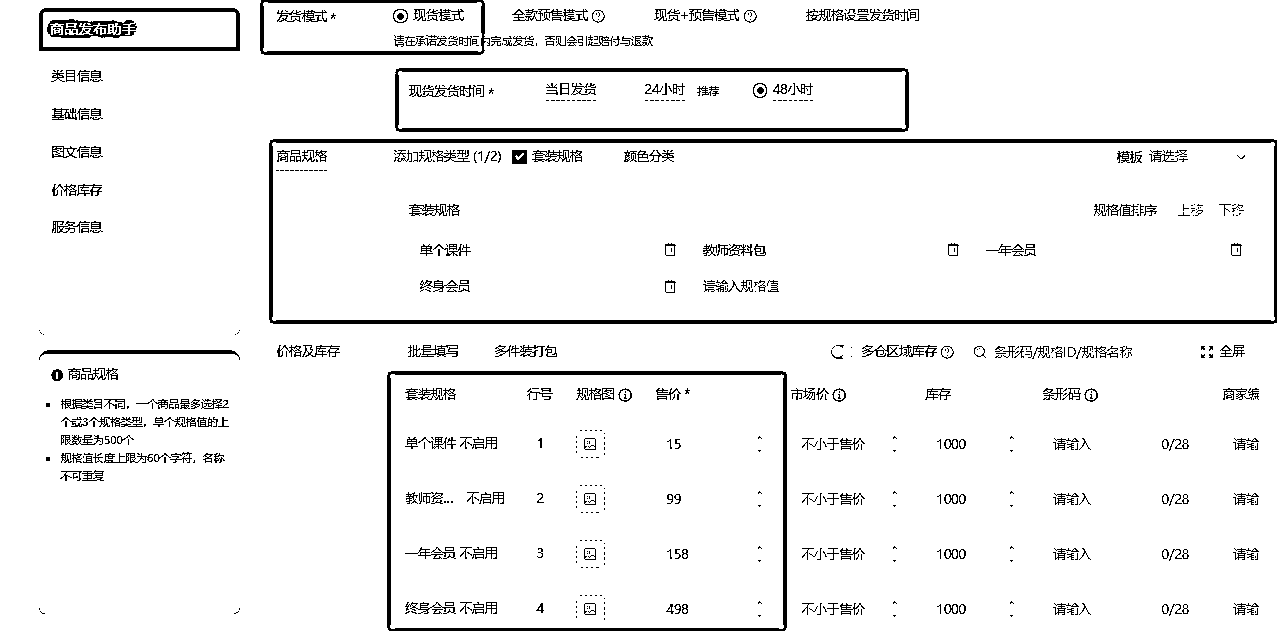 商品发布助手
类目信息
基础信息
图文信息
价格库存
服务信息
商品规格
根据类目不同，一个商品最多选择2个或3个规格类型，单个规格值的上限数量为500个
规格值长度上限为60个字符，名称不可重复
发货模式 * 现货模式 全款预售模式 现货+预售模式 按规格设置发货时间
请在承诺发货时间内完成发货，否则会引起赔付与退款
现货发货时间 * 当日发货 24小时 推荐 48小时
商品规格 添加规格类型 (1/2) 套装规格 颜色分类 模板 请选择
套装规格 规格值排序 上移 下移
单个课件 教师资料包 一年会员
终身会员 请输入规格值
价格及库存 批量填写 多件装打包 多仓区域库存 条形码/规格ID/规格名称 全屏
套装规格 行号 规格图 售价 * 市场价 库存 条形码 商家编
单个课件 不启用 1 15 不小于售价 1000 请输入 0/28 请输
教师资... 不启用 2 99 不小于售价 1000 请输入 0/28 请输
一年会员 不启用 3 158 不小于售价 1000 请输入 0/28 请输
终身会员 不启用 4 498 不小于售价 1000 请输入 0/28 请输